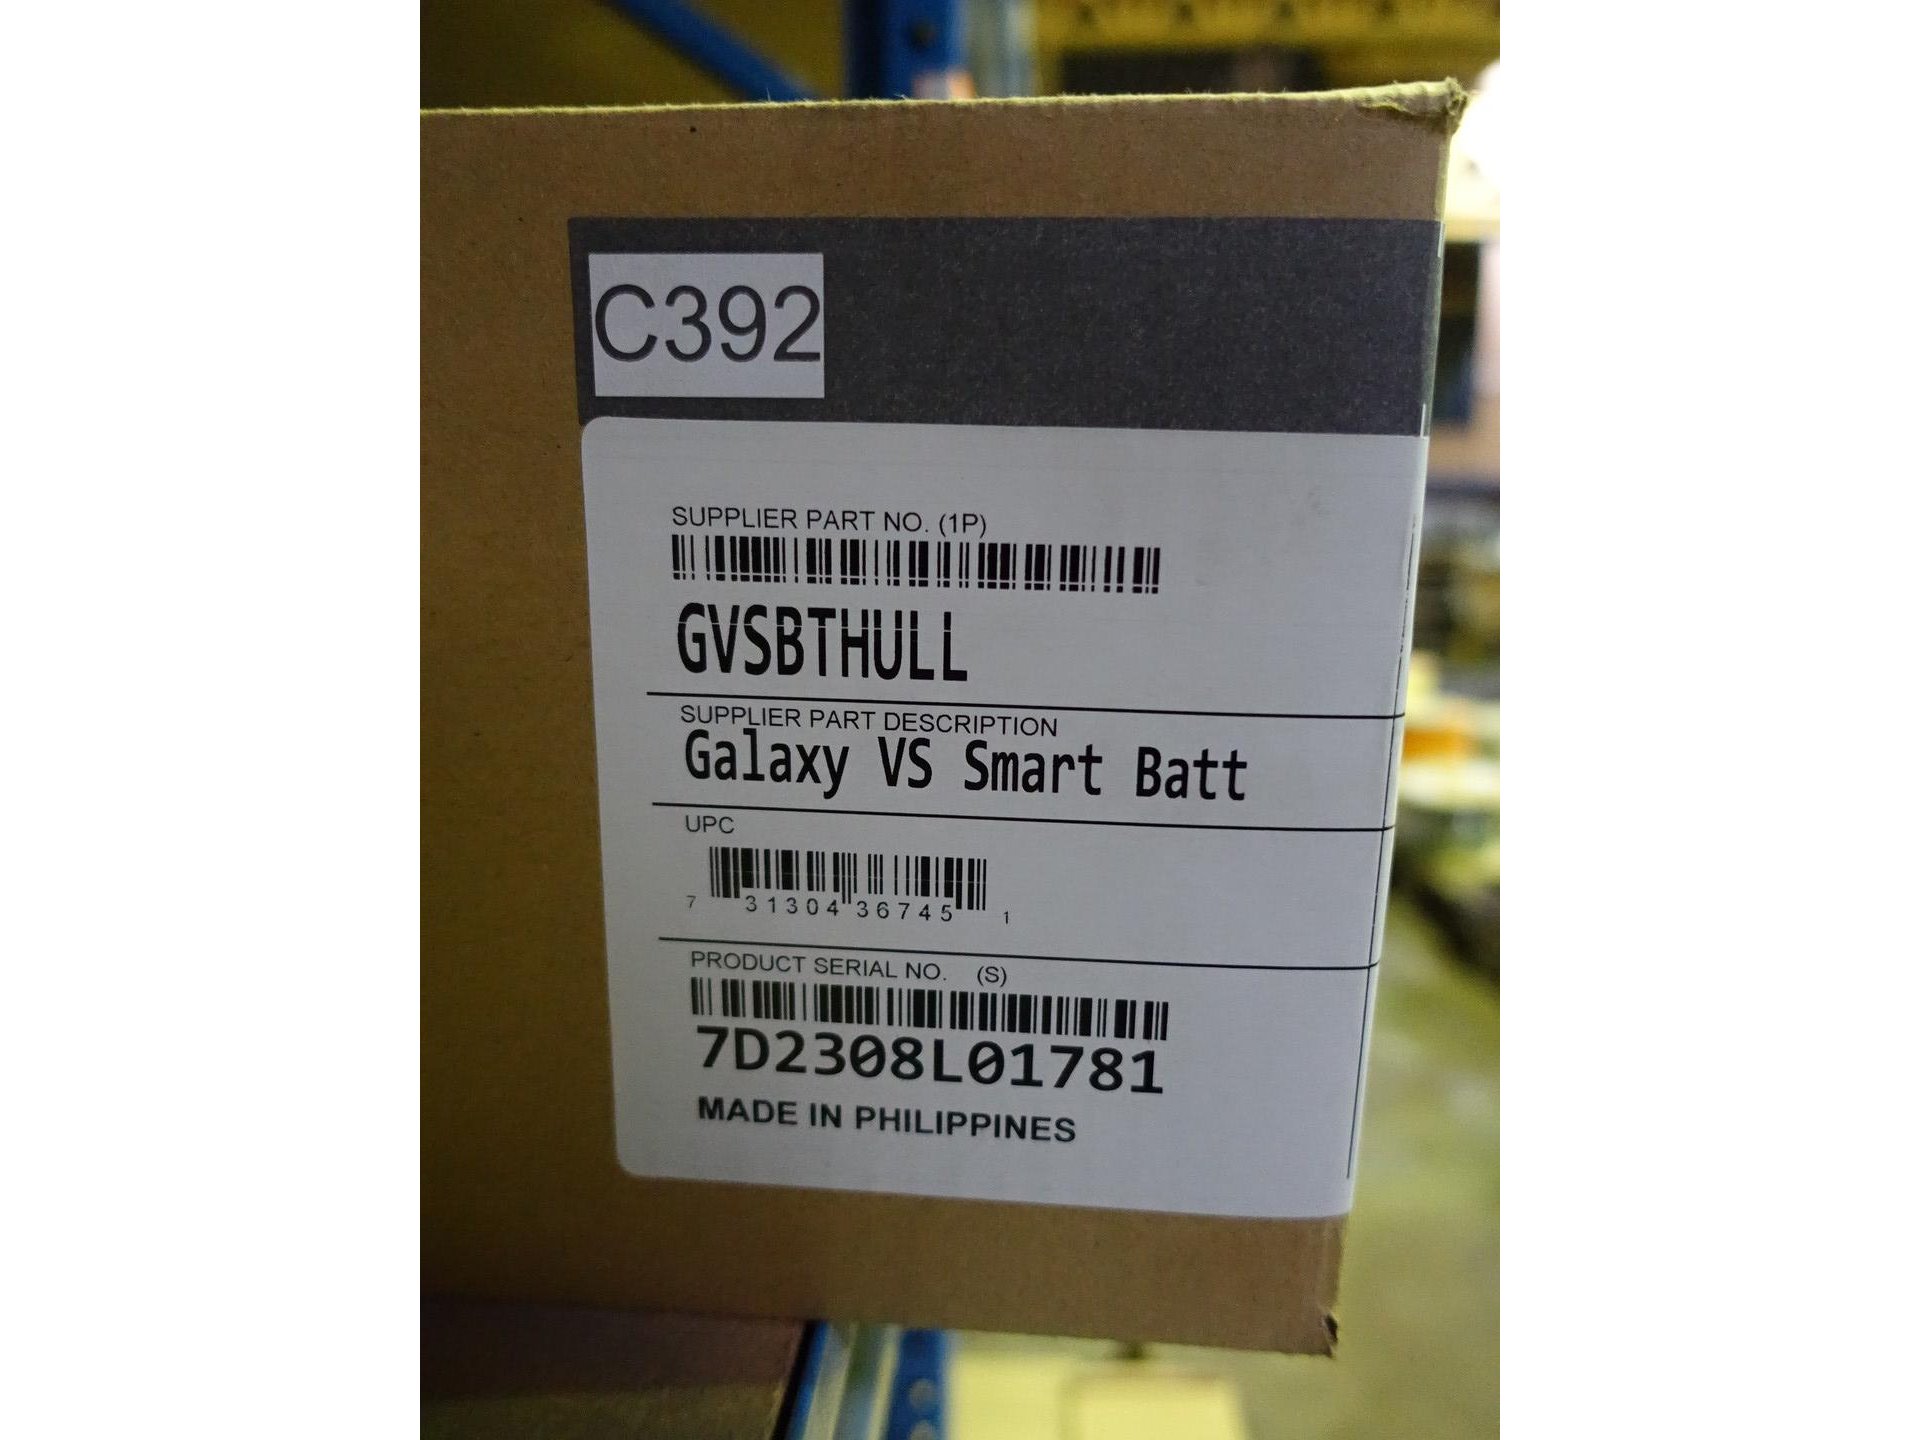 C392
SUPPLIER PART NO. (1P)
GVSBTHULL
SUPPLIER PART DESCRIPTION
Galaxy VS Smart Batt
UPC
7 31304 36745 1
PRODUCT SERIAL NO. (S)
7D2308L01781
MADE IN PHILIPPINES